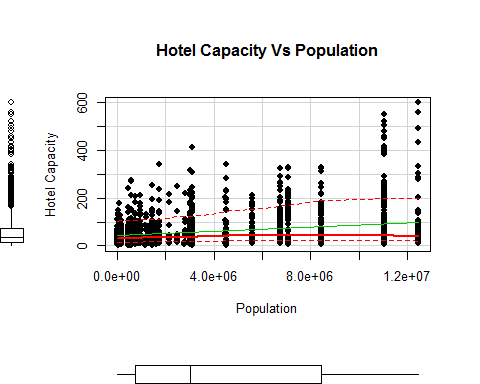 Hotel Capacity Vs Population
600
400
200
0
Hotel Capacity
0.0e+00 4.0e+06 8.0e+06 1.2e+07
Population